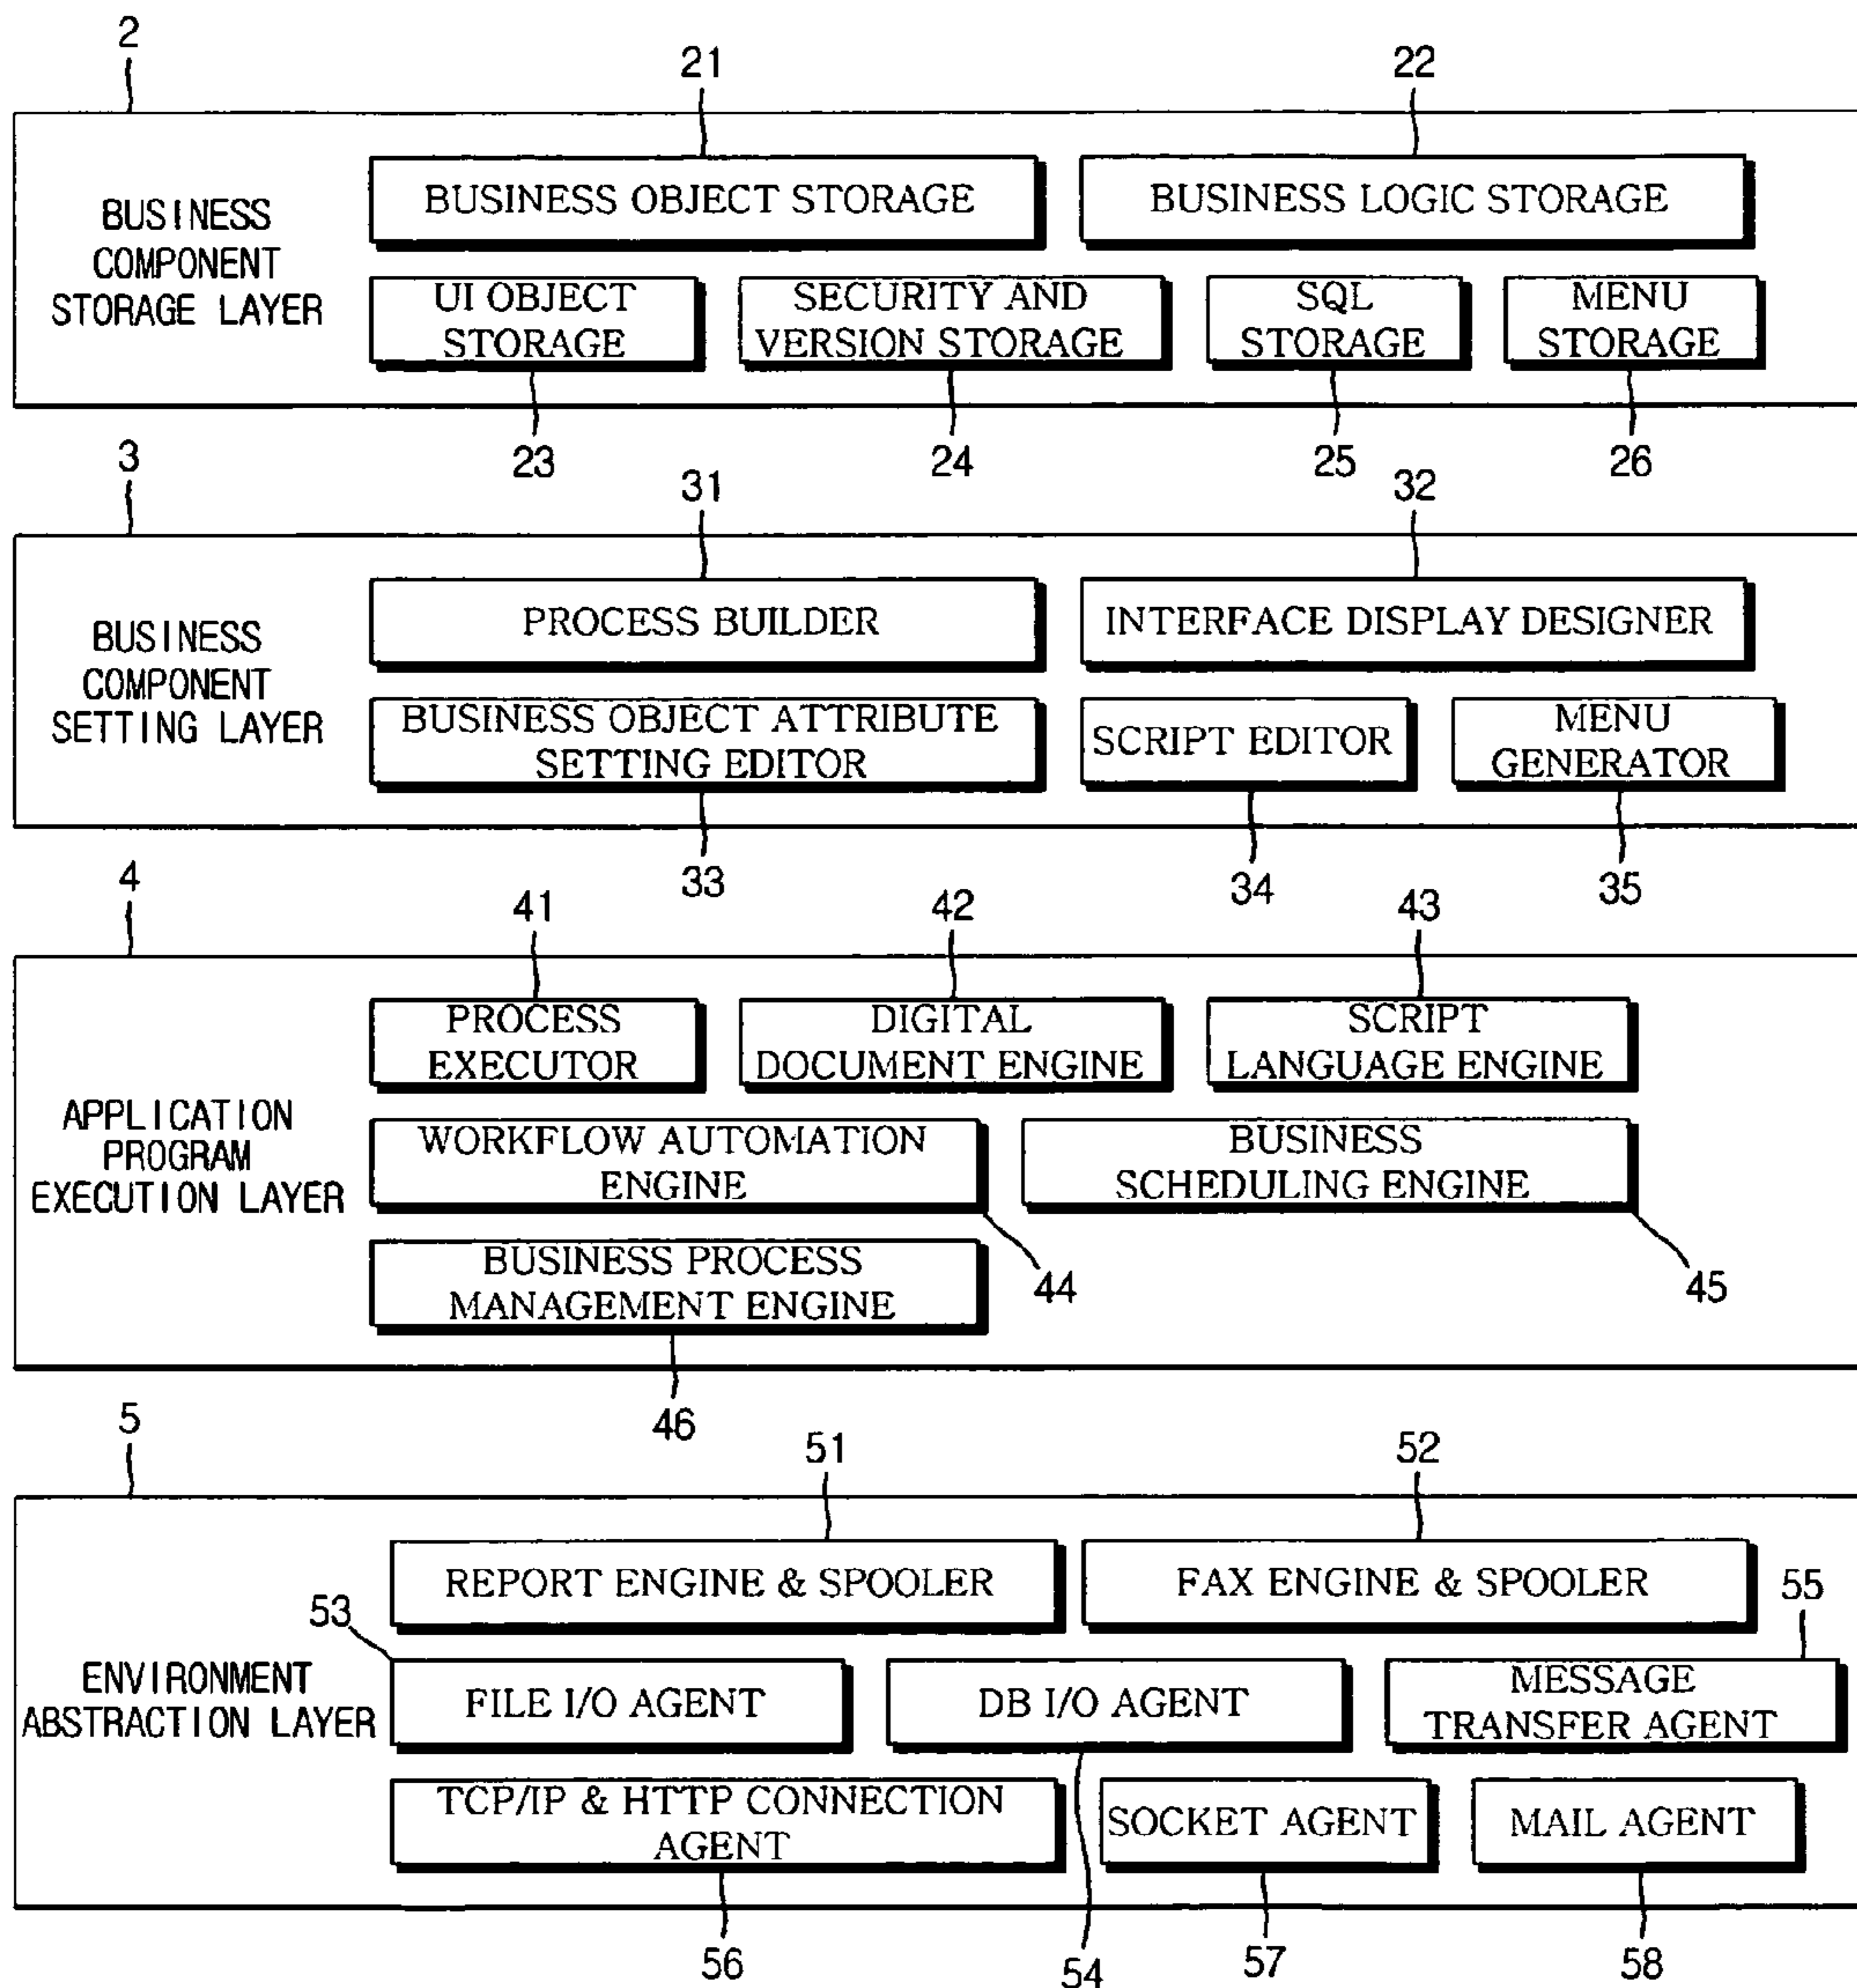 2
21
22
BUSINESS
COMPONENT
STORAGE LAYER
BUSINESS OBJECT STORAGE
BUSINESS LOGIC STORAGE
UI OBJECT
STORAGE
SECURITY AND
VERSION STORAGE
SQL
STORAGE
MENU
STORAGE
23
24
25
26
3
31
32
BUSINESS
COMPONENT
SETTING LAYER
PROCESS BUILDER
INTERFACE DISPLAY DESIGNER
BUSINESS OBJECT ATTRIBUTE
SETTING EDITOR
SCRIPT EDITOR
MENU
GENERATOR
33
34
35
4
41
42
43
APPLICATION
PROGRAM
EXECUTION LAYER
PROCESS
EXECUTOR
DIGITAL
DOCUMENT ENGINE
SCRIPT
LANGUAGE ENGINE
WORKFLOW AUTOMATION
ENGINE
BUSINESS
SCHEDULING ENGINE
BUSINESS PROCESS
MANAGEMENT ENGINE
44
45
46
5
51
52
ENVIRONMENT
ABSTRACTION LAYER
REPORT ENGINE & SPOOLER
FAX ENGINE & SPOOLER
53
55
FILE I/O AGENT
DB I/O AGENT
MESSAGE
TRANSFER AGENT
TCP/IP & HTTP CONNECTION
AGENT
SOCKET AGENT
MAIL AGENT
56
54
57
58